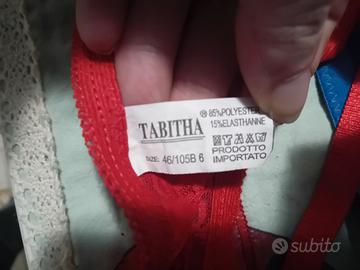 TABITHA
SIZE: 46/105B 6
® 85% POLYESTER
15% ELASTHANNE
PRODOTTO
IMPORTATO
subito